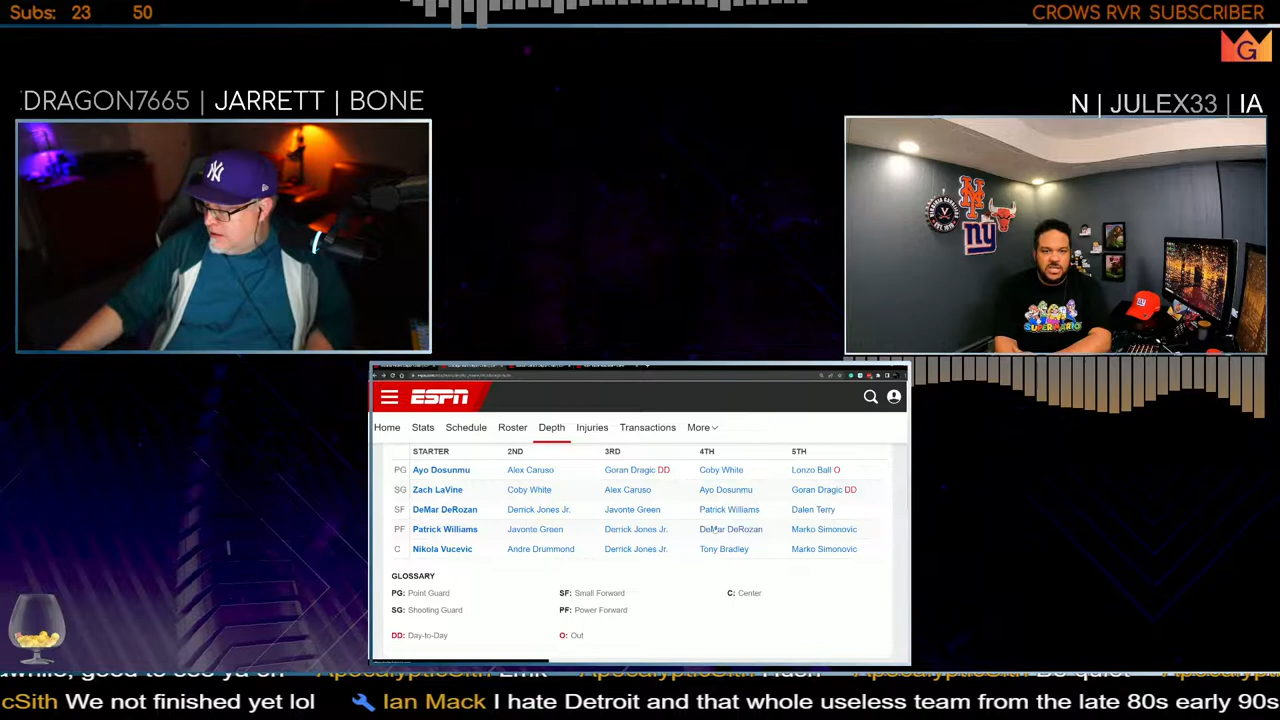 Subs: 23 50
CROWS RVR SUBSCRIBER
G
:DRAGON7665 | JARRETT | BONE
N | JULEX33 | IA
NY
NY
ny
SUPER MARIO
ESPN
Home Stats Schedule Roster Depth Injuries Transactions More
STARTER 2ND 3RD 4TH 5TH
PG Ayo Dosunmu Alex Caruso Goran Dragic DD Coby White Lonzo Ball O
SG Zach LaVine Coby White Alex Caruso Ayo Dosunmu Goran Dragic DD
SF DeMar DeRozan Derrick Jones Jr. Javonte Green Patrick Williams Dalen Terry
PF Patrick Williams Javonte Green Derrick Jones Jr. DeMar DeRozan Marko Simonovic
C Nikola Vucevic Andre Drummond Derrick Jones Jr. Tony Bradley Marko Simonovic
GLOSSARY
PG: Point Guard SF: Small Forward C: Center
SG: Shooting Guard PF: Power Forward
DD: Day-to-Day O: Out
cSith We not finished yet lol Ian Mack I hate Detroit and that whole useless team from the late 80s early 90s